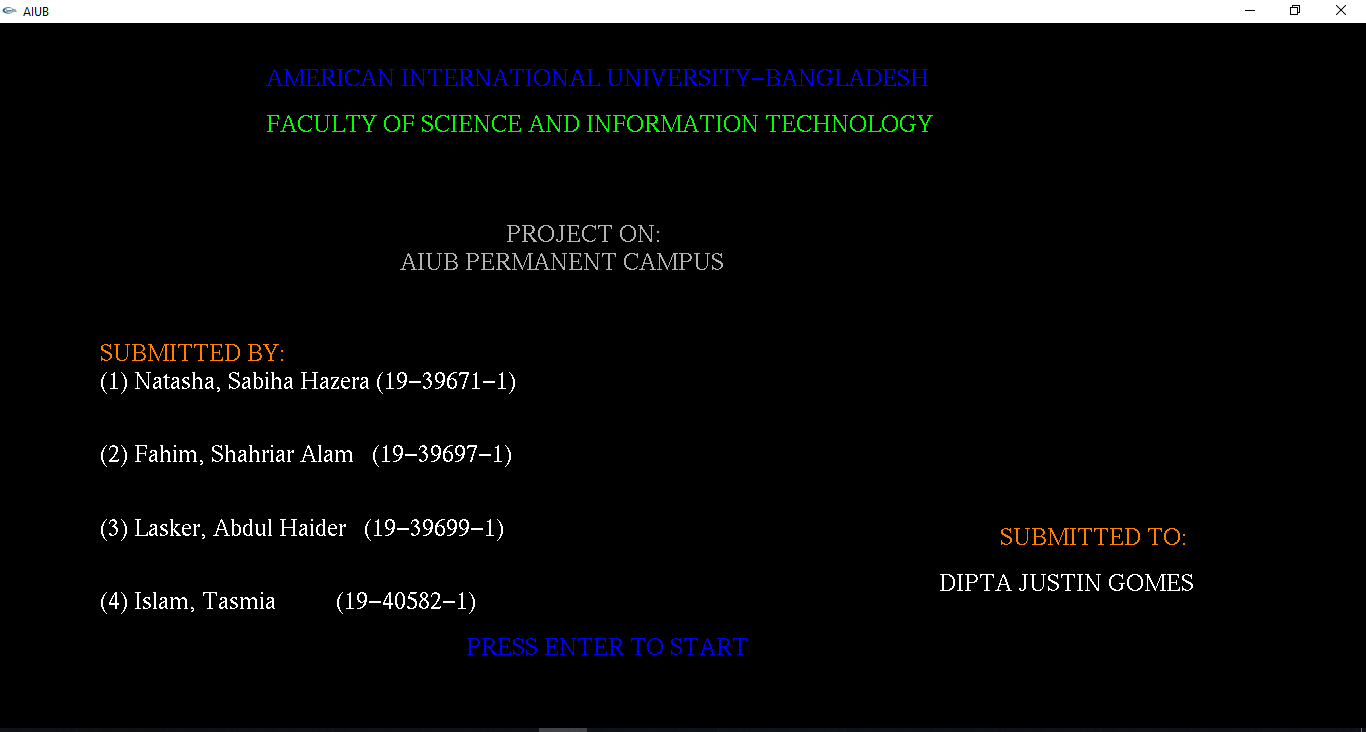 AIUB
AMERICAN INTERNATIONAL UNIVERSITY-BANGLADESH
FACULTY OF SCIENCE AND INFORMATION TECHNOLOGY
PROJECT ON:
AIUB PERMANENT CAMPUS
SUBMITTED BY:
(1) Natasha, Sabiha Hazera (19-39671-1)
(2) Fahim, Shahriar Alam (19-39697-1)
(3) Lasker, Abdul Haider (19-39699-1)
SUBMITTED TO:
DIPTA JUSTIN GOMES
(4) Islam, Tasmia (19-40582-1)
PRESS ENTER TO START